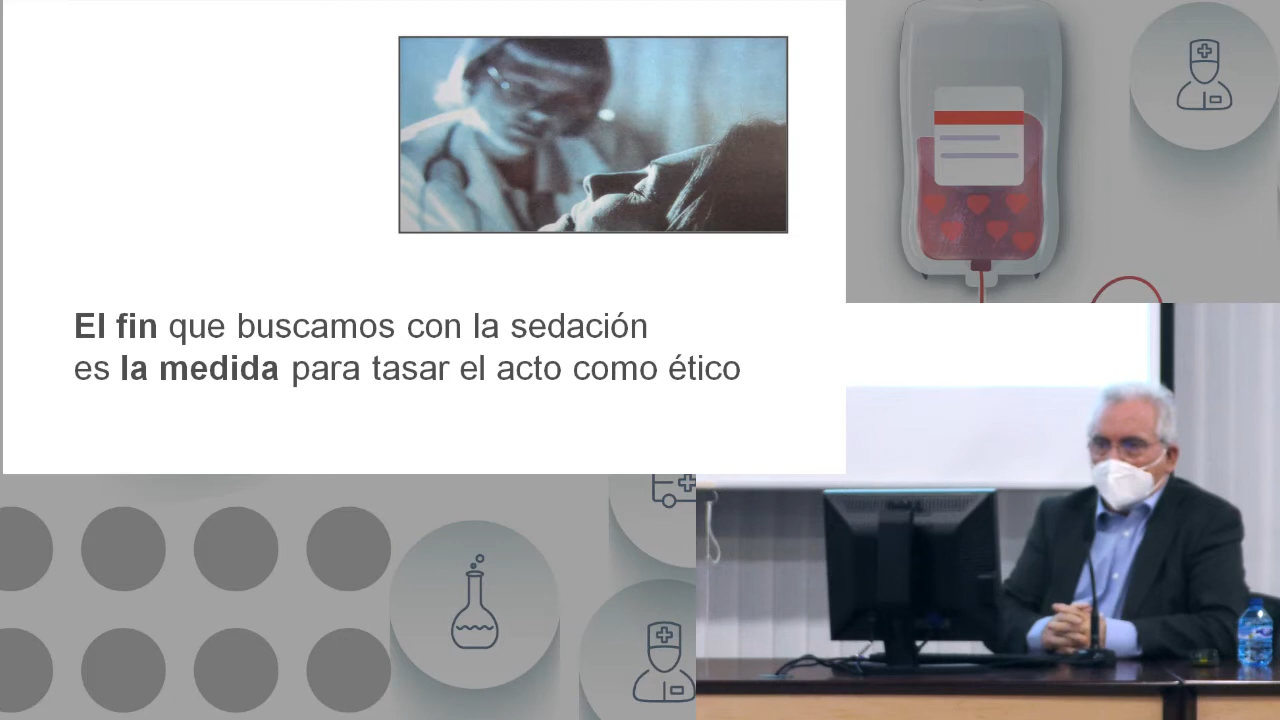 El fin que buscamos con la sedación
es la medida para tasar el acto como ético